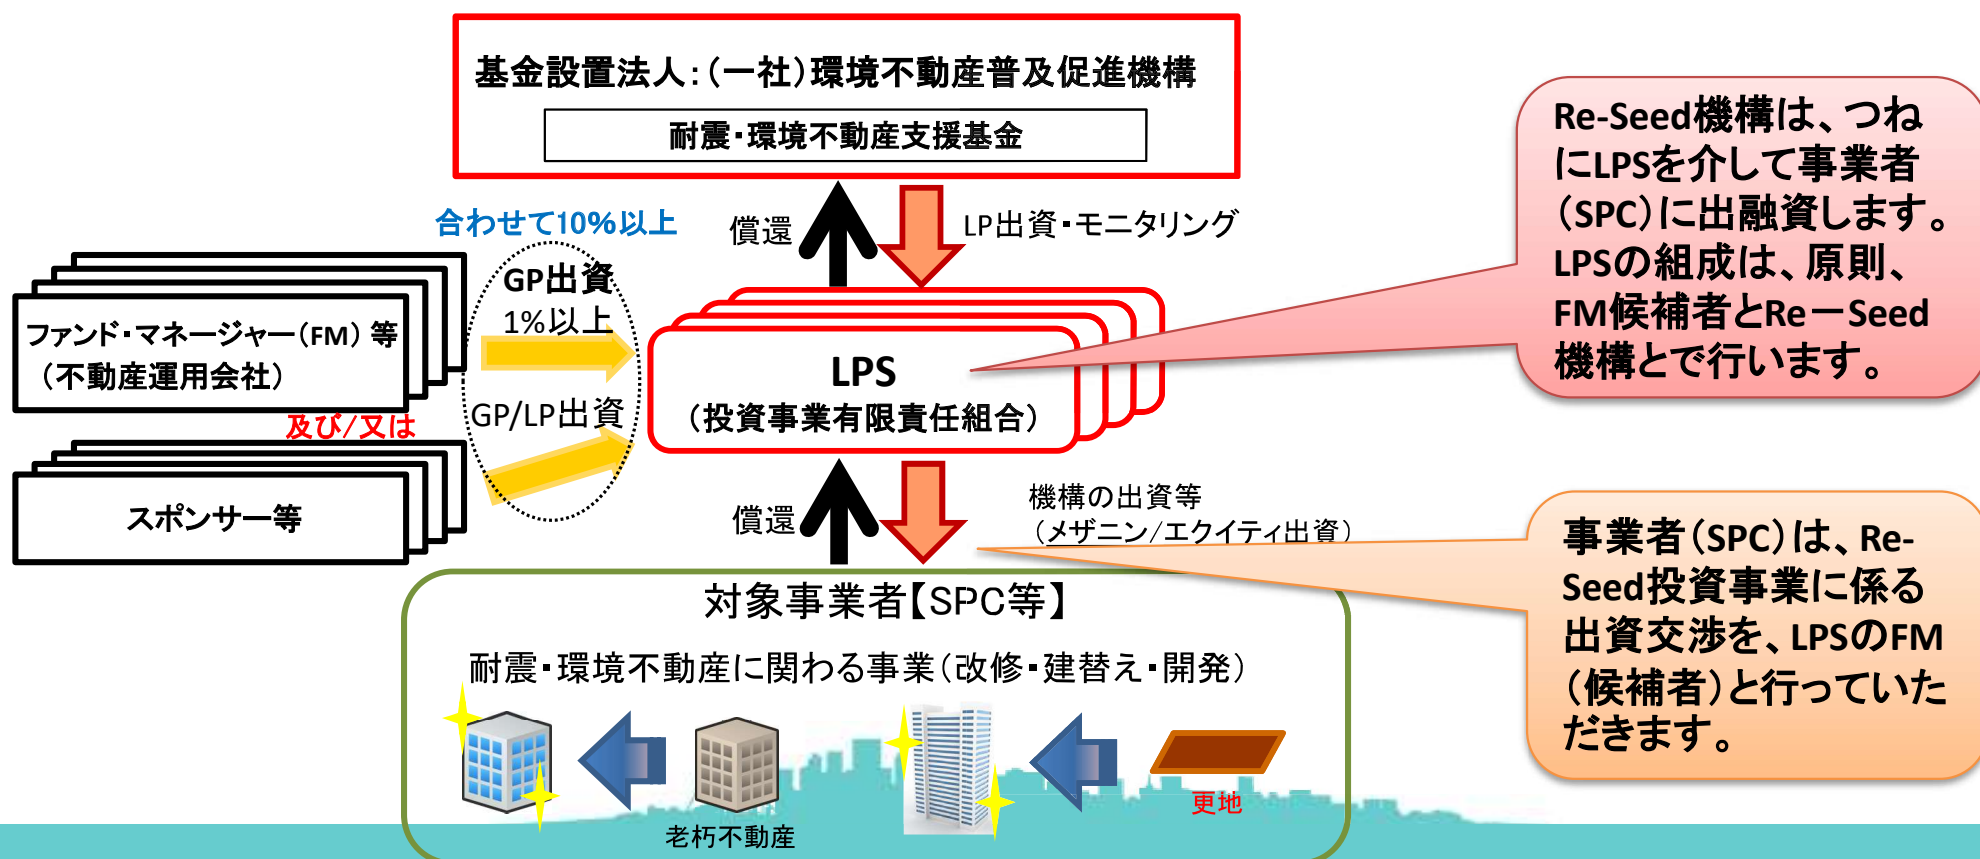 基金設置法人：（一社）環境不動産普及促進機構
耐震・環境不動産支援基金
合わせて10％以上
償還
LP出資・モニタリング
GP出資
1%以上
ファンド・マネージャー（FM）等
（不動産運用会社）
及び/又は
GP/LP出資
スポンサー等
LPS
（投資事業有限責任組合）
償還
機構の出資等
（メザニン/エクイティ出資）
対象事業者【SPC等】
耐震・環境不動産に関わる事業（改修・建替え・開発）
老朽不動産
更地
Re-Seed機構は、つね
にLPSを介して事業者
（SPC）に出融資します。
LPSの組成は、原則、
FM候補者とRe－Seed
機構とで行います。
事業者（SPC）は、Re-
Seed投資事業に係る
出資交渉を、LPSのFM
（候補者）と行っていた
だきます。